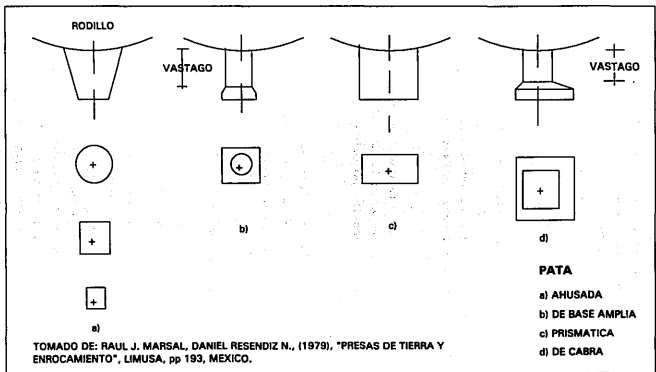 RODILLO
VASTAGO
VASTAGO
b)
c)
d)
a)
PATA
a) AHUSADA
b) DE BASE AMPLIA
c) PRISMATICA
d) DE CABRA
TOMADO DE: RAUL J. MARSAL, DANIEL RESENDIZ N., (1979), "PRESAS DE TIERRA Y
ENROCAMIENTO", LIMUSA, pp 193, MEXICO.